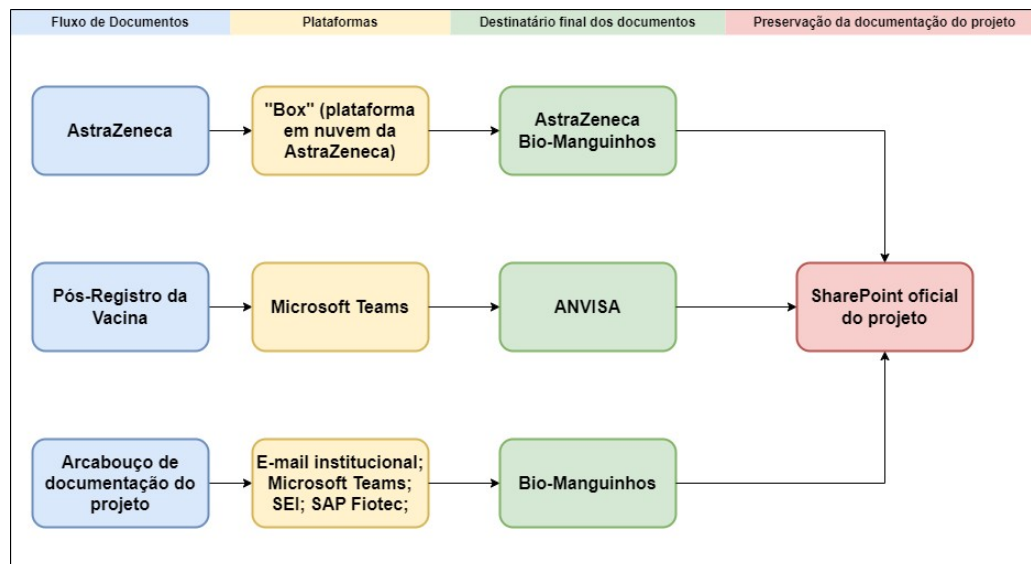 Fluxo de Documentos
Plataformas
Destinatário final dos documentos
Preservação da documentação do projeto
AstraZeneca
"Box" (plataforma
em nuvem da
AstraZeneca)
AstraZeneca
Bio-Manguinhos
Pós-Registro da
Vacina
Microsoft Teams
ANVISA
SharePoint oficial
do projeto
Arcabouço de
documentação do
projeto
E-mail institucional;
Microsoft Teams;
SEI; SAP Fiotec;
Bio-Manguinhos